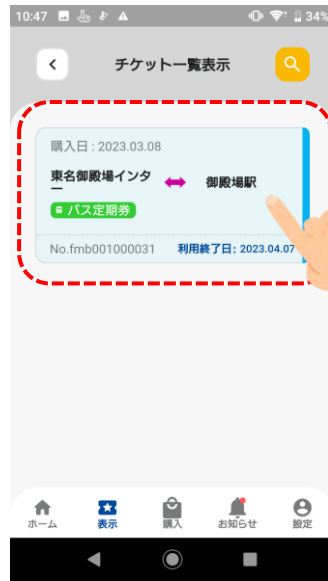 10:47 34%
チケット一覧表示
購入日 : 2023.03.08
東名御殿場インタ
ー
御殿場駅
バス定期券
No.fmb001000031 利用終了日: 2023.04.07
ホーム 表示 購入 お知らせ 設定